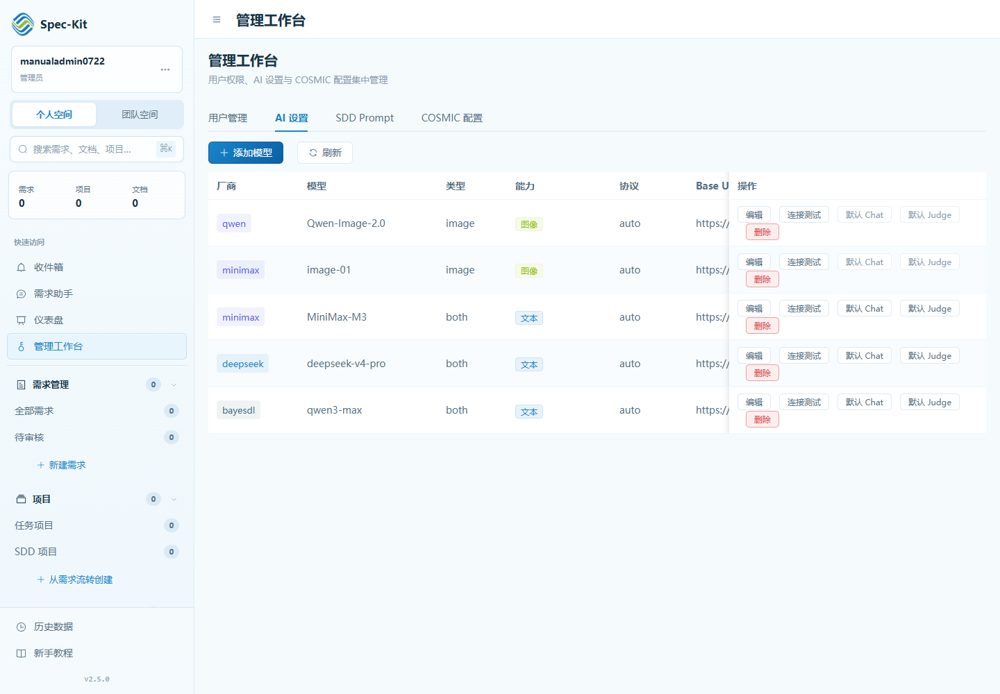 Spec-Kit
manualadmin0722
管理员
个人空间 团队空间
搜索需求、文档、项目... ⌘K
需求 项目 文档
0 0 0
快速访问
收件箱
需求助手
仪表盘
管理工作台
需求管理 0
全部需求 0
待审核 0
新建需求
项目 0
任务项目 0
SDD 项目 0
从需求流转创建
历史数据
新手教程
v2.5.0
管理工作台
管理工作台
用户权限、AI 设置与 COSMIC 配置集中管理
用户管理 AI 设置 SDD Prompt COSMIC 配置
添加模型 刷新
厂商 模型 类型 能力 协议 Base U 操作
qwen Qwen-Image-2.0 image 图像 auto https:// 编辑 连接测试 默认 Chat 默认 Judge
删除
minimax image-01 image 图像 auto https:// 编辑 连接测试 默认 Chat 默认 Judge
删除
minimax MiniMax-M3 both 文本 auto https:// 编辑 连接测试 默认 Chat 默认 Judge
删除
deepseek deepseek-v4-pro both 文本 auto https:// 编辑 连接测试 默认 Chat 默认 Judge
删除
bayesdl qwen3-max both 文本 auto https:// 编辑 连接测试 默认 Chat 默认 Judge
删除